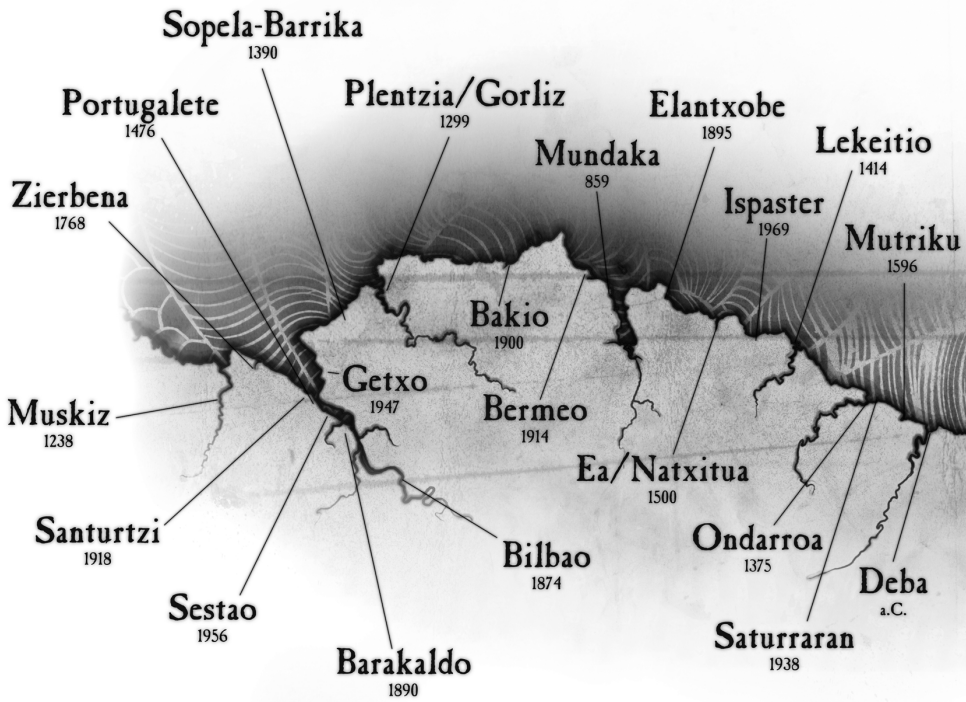 Sopela-Barrika
1390
Portugalete
1476
Plentzia/Gorliz
1299
Elantxobe
1895
Mundaka
859
Lekeitio
1414
Zierbena
1768
Ispaster
1969
Mutriku
1596
Bakio
1900
Getxo
1947
Muskiz
1238
Bermeo
1914
Ea/Natxitua
1500
Santurtzi
1918
Bilbao
1874
Ondarroa
1375
Deba
a.C.
Sestao
1956
Saturraran
1938
Barakaldo
1890